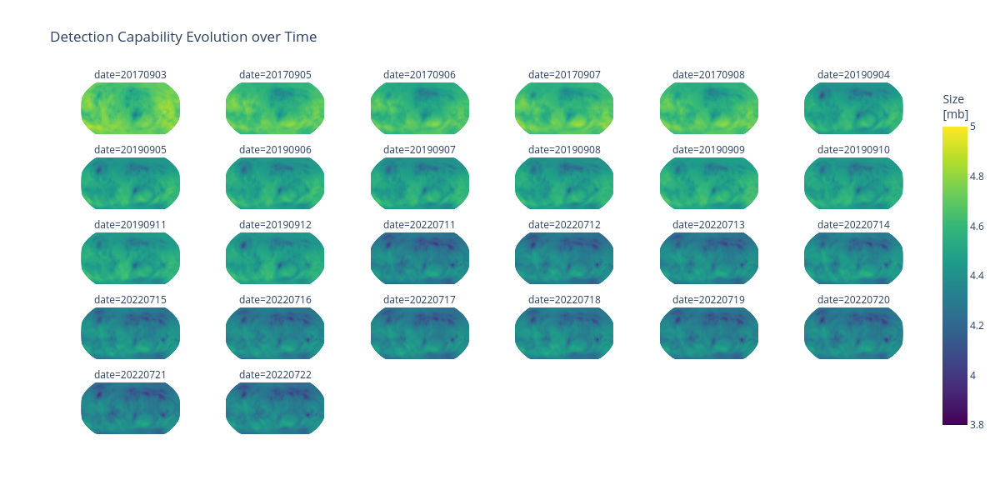 Detection Capability Evolution over Time
date=20170903 date=20170905 date=20170906 date=20170907 date=20170908 date=20190904
date=20190905 date=20190906 date=20190907 date=20190908 date=20190909 date=20190910
date=20190911 date=20190912 date=20220711 date=20220712 date=20220713 date=20220714
date=20220715 date=20220716 date=20220717 date=20220718 date=20220719 date=20220720
date=20220721 date=20220722
Size
[mb]
5
4.8
4.6
4.4
4.2
4
3.8